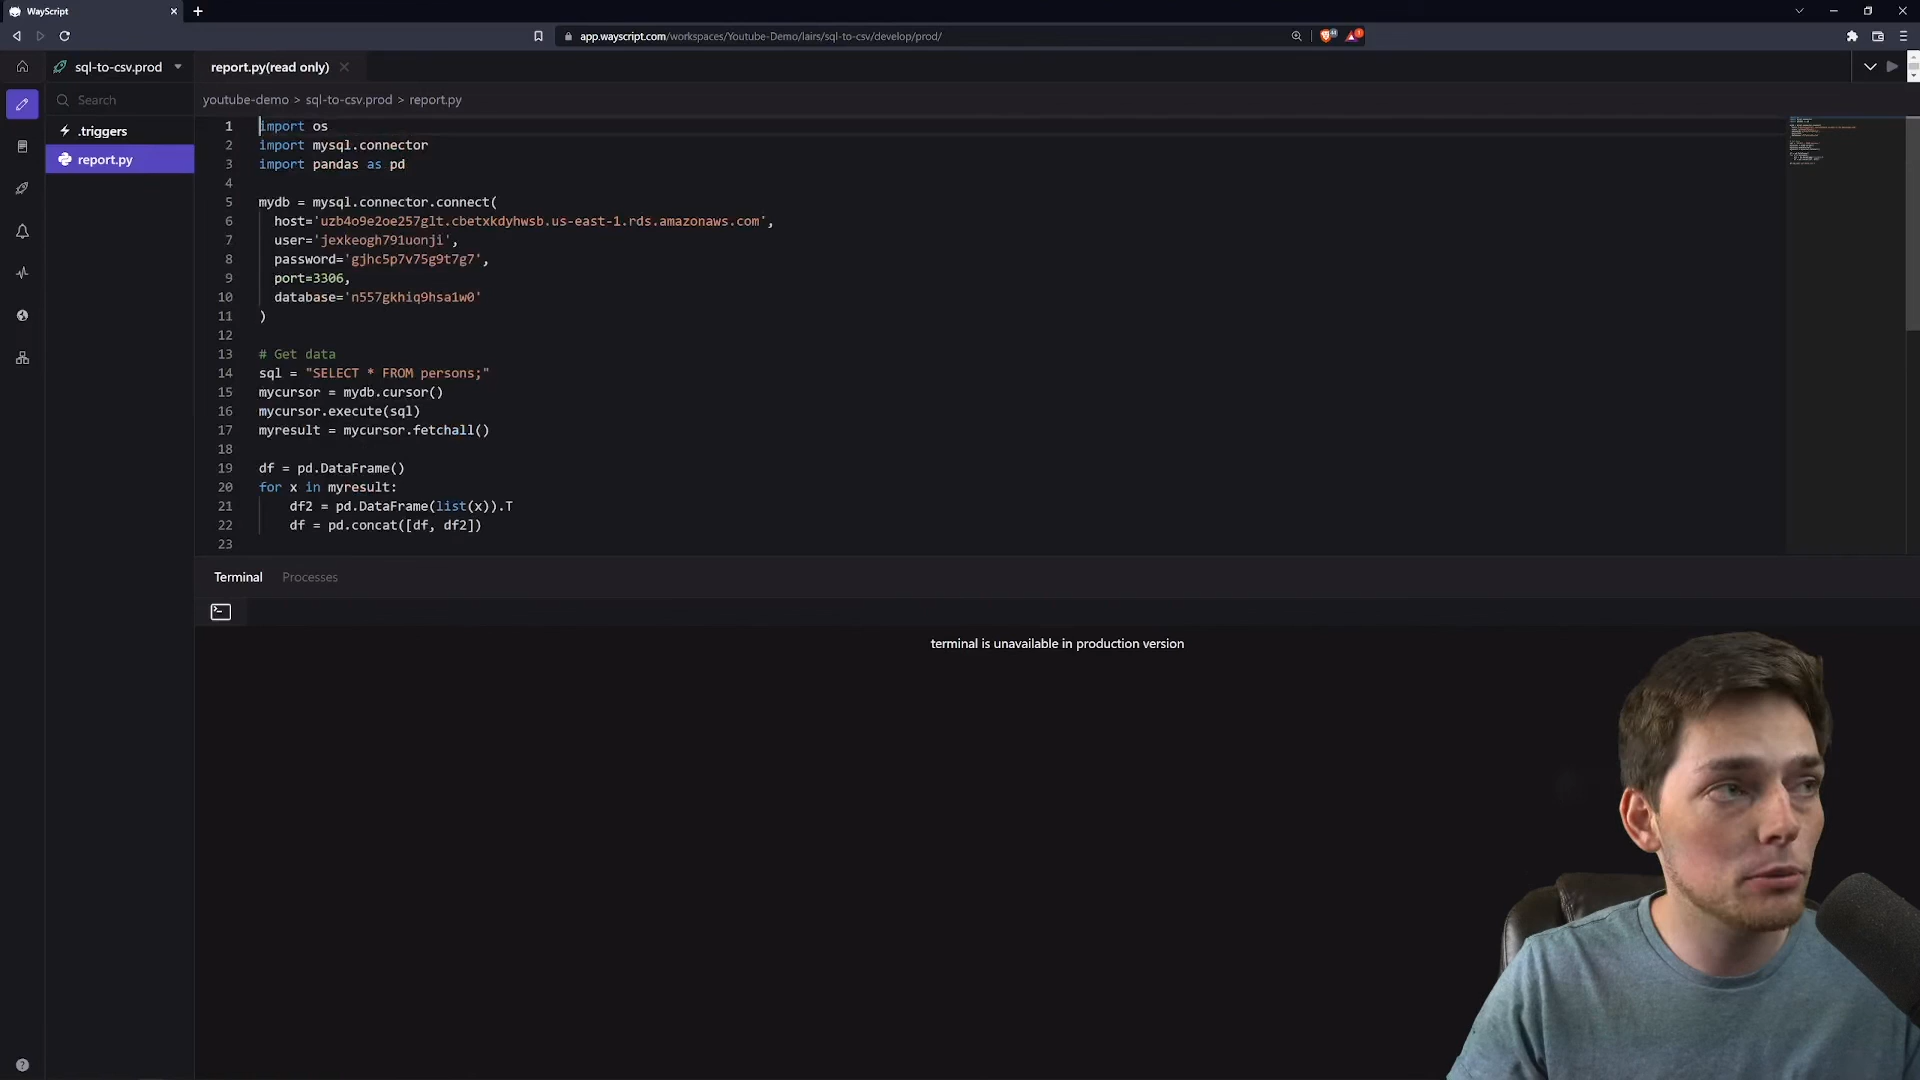 WayScript
app.wayscript.com/workspaces/Youtube-Demo/lairs/sql-to-csv/develop/prod/
sql-to-csv.prod
report.py(read only)
Search
youtube-demo > sql-to-csv.prod > report.py
.triggers
report.py
1 import os
2 import mysql.connector
3 import pandas as pd
4
5 mydb = mysql.connector.connect(
6 host='uzb4o9e2oe257glt.cbetxkdyhwsb.us-east-1.rds.amazonaws.com',
7 user='jexkeogh791uonji',
8 password='gjhc5p7v75g9t7g7',
9 port=3306,
10 database='n557gkhiq9hsa1w0'
11 )
12
13 # Get data
14 sql = "SELECT * FROM persons;"
15 mycursor = mydb.cursor()
16 mycursor.execute(sql)
17 myresult = mycursor.fetchall()
18
19 df = pd.DataFrame()
20 for x in myresult:
21 df2 = pd.DataFrame(list(x)).T
22 df = pd.concat([df, df2])
23
Terminal Processes
terminal is unavailable in production version